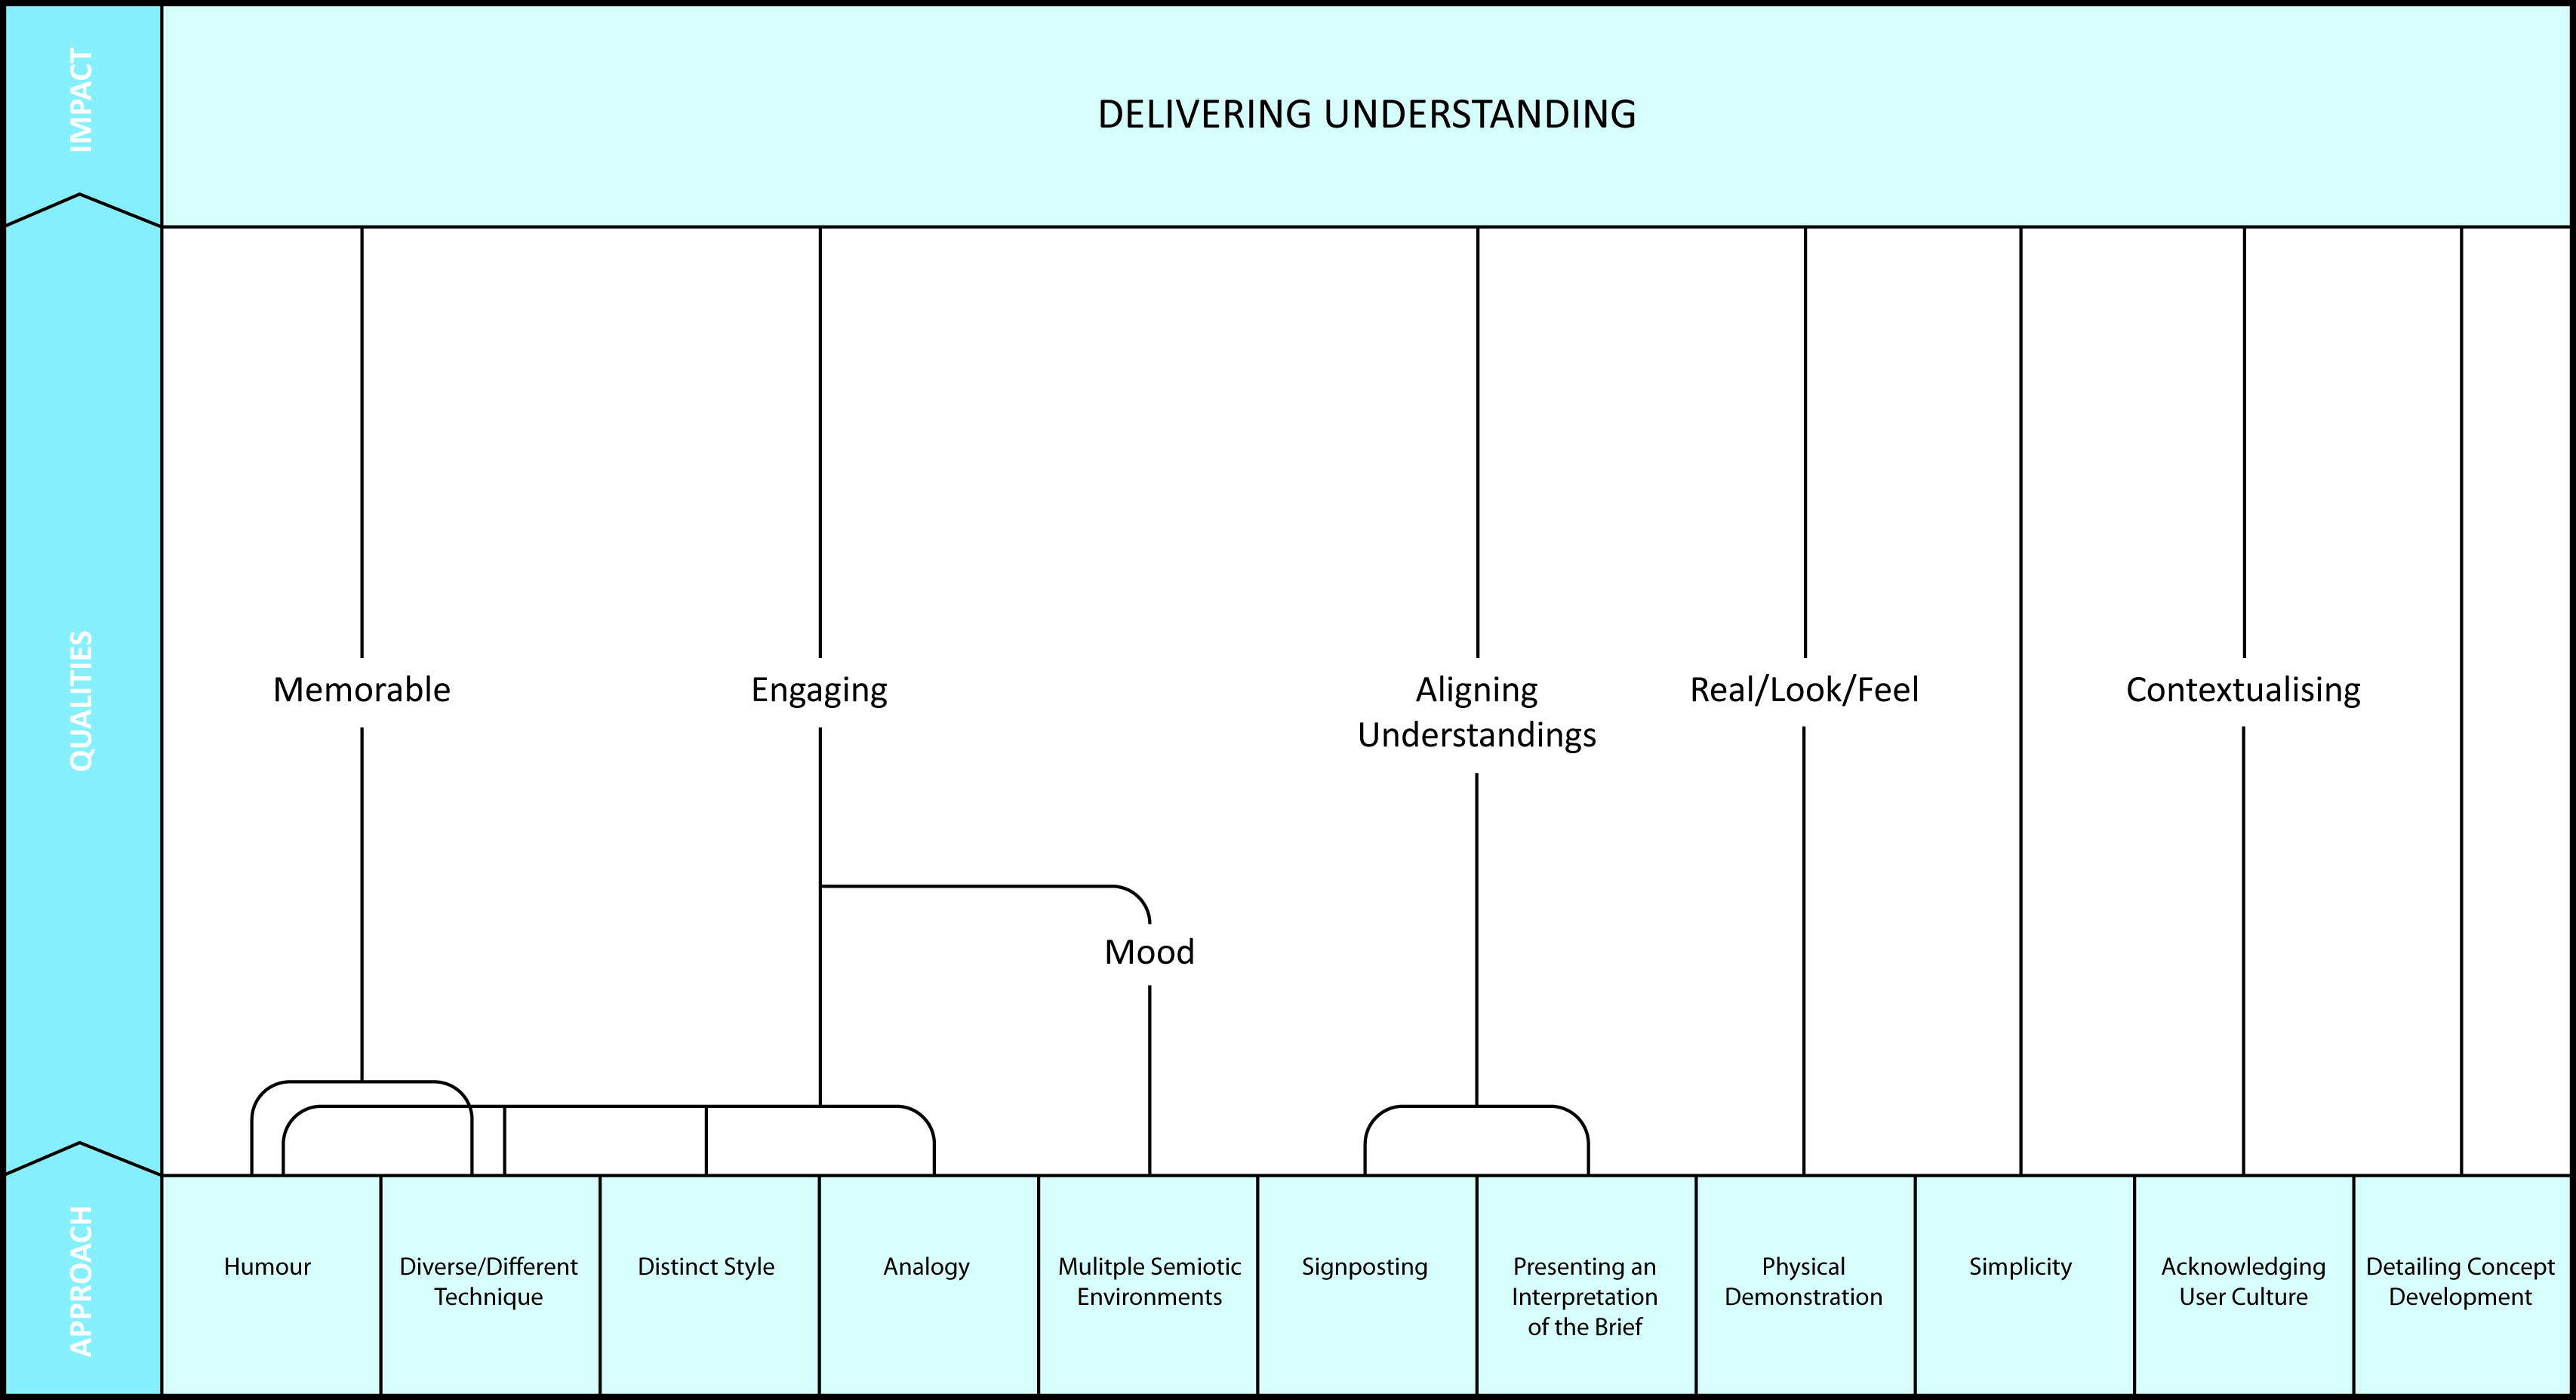 IMPACT
DELIVERING UNDERSTANDING
QUALITIES
Memorable
Engaging
Aligning
Understandings
Real/Look/Feel
Contextualising
Mood
APPROACH
Humour
Diverse/Different
Technique
Distinct Style
Analogy
Mulitple Semiotic
Environments
Signposting
Presenting an
Interpretation
of the Brief
Physical
Demonstration
Simplicity
Acknowledging
User Culture
Detailing Concept
Development